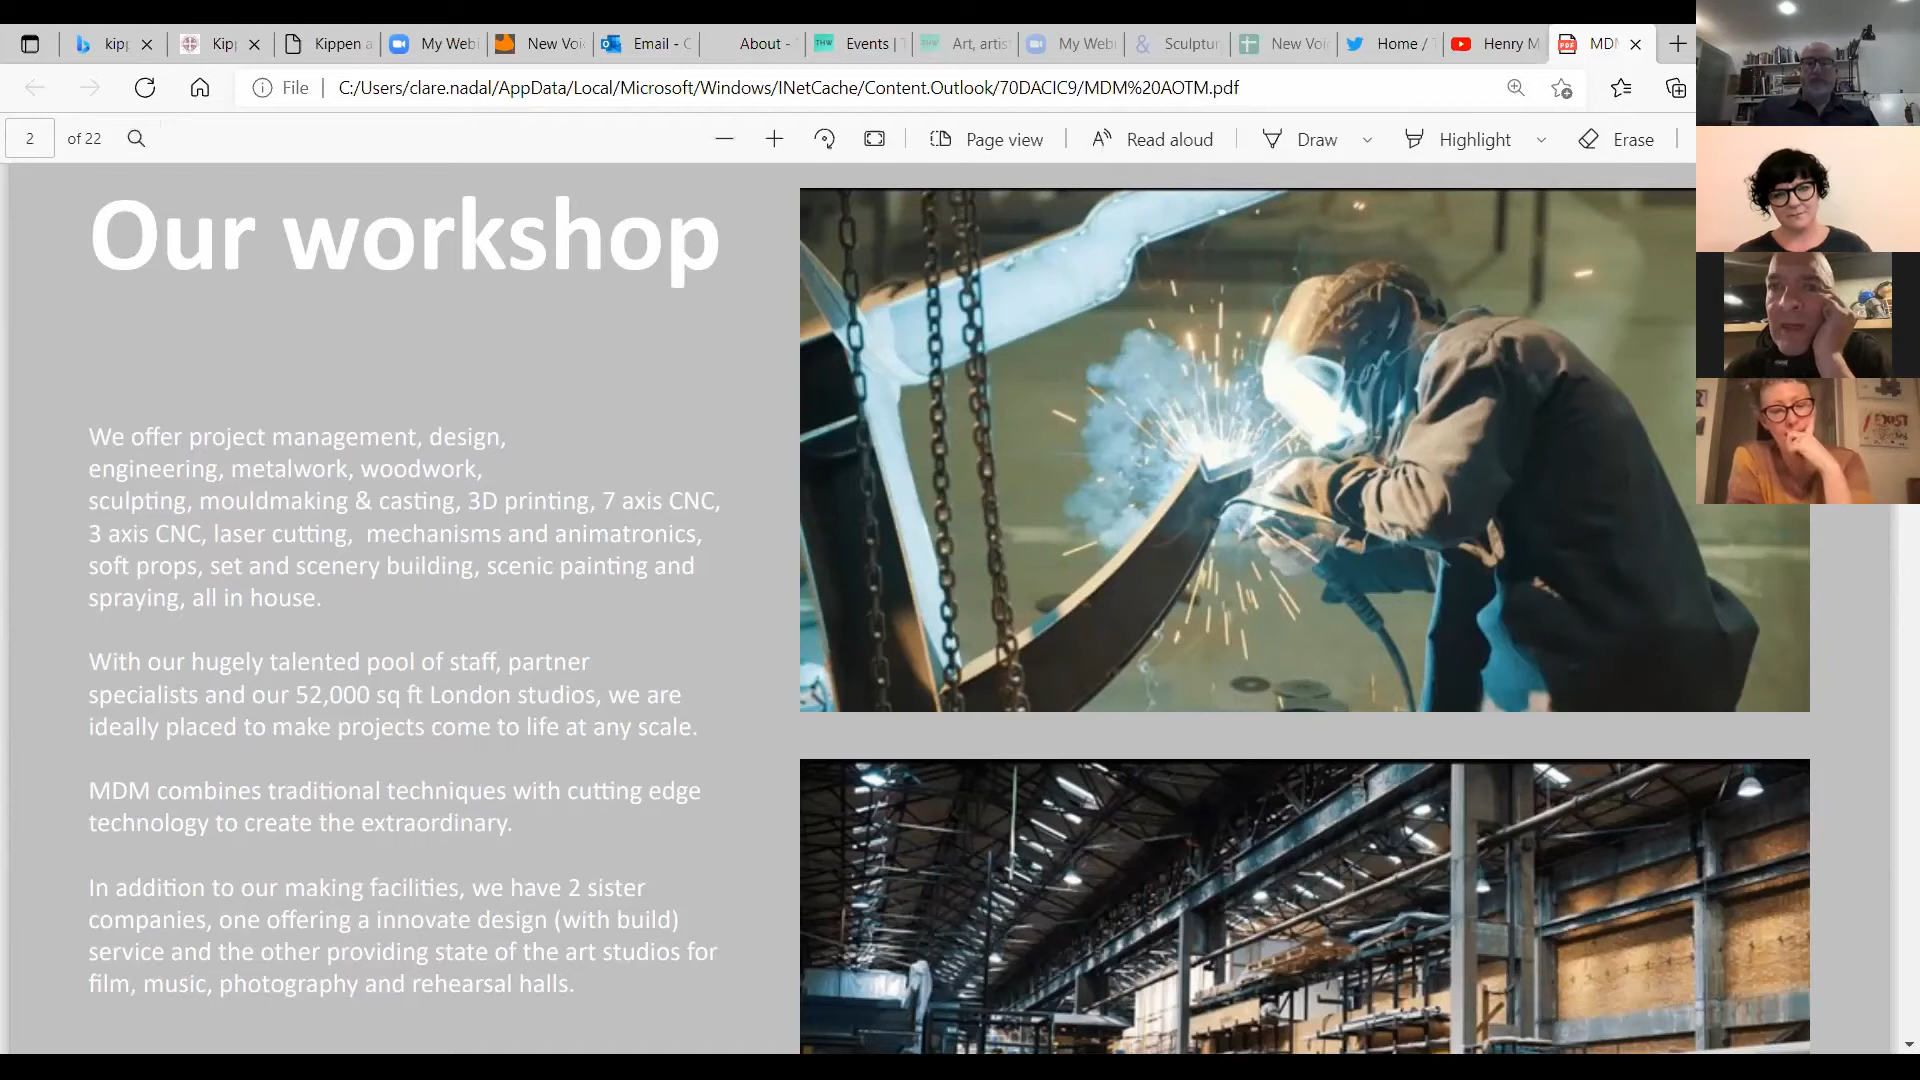 kipp
Kipp
Kippen a
My Webi
New Voi
Email - C
About -
Events | T
Art, artis
My Webi
Sculptur
New Voi
Home / T
Henry M
MDM
File
C:/Users/clare.nadal/AppData/Local/Microsoft/Windows/INetCache/Content.Outlook/70DACIC9/MDM%20AOTM.pdf
2 of 22
Page view
Read aloud
Draw
Highlight
Erase
Our workshop
We offer project management, design,
engineering, metalwork, woodwork,
sculpting, mouldmaking & casting, 3D printing, 7 axis CNC,
3 axis CNC, laser cutting, mechanisms and animatronics,
soft props, set and scenery building, scenic painting and
spraying, all in house.
With our hugely talented pool of staff, partner
specialists and our 52,000 sq ft London studios, we are
ideally placed to make projects come to life at any scale.
MDM combines traditional techniques with cutting edge
technology to create the extraordinary.
In addition to our making facilities, we have 2 sister
companies, one offering a innovate design (with build)
service and the other providing state of the art studios for
film, music, photography and rehearsal halls.